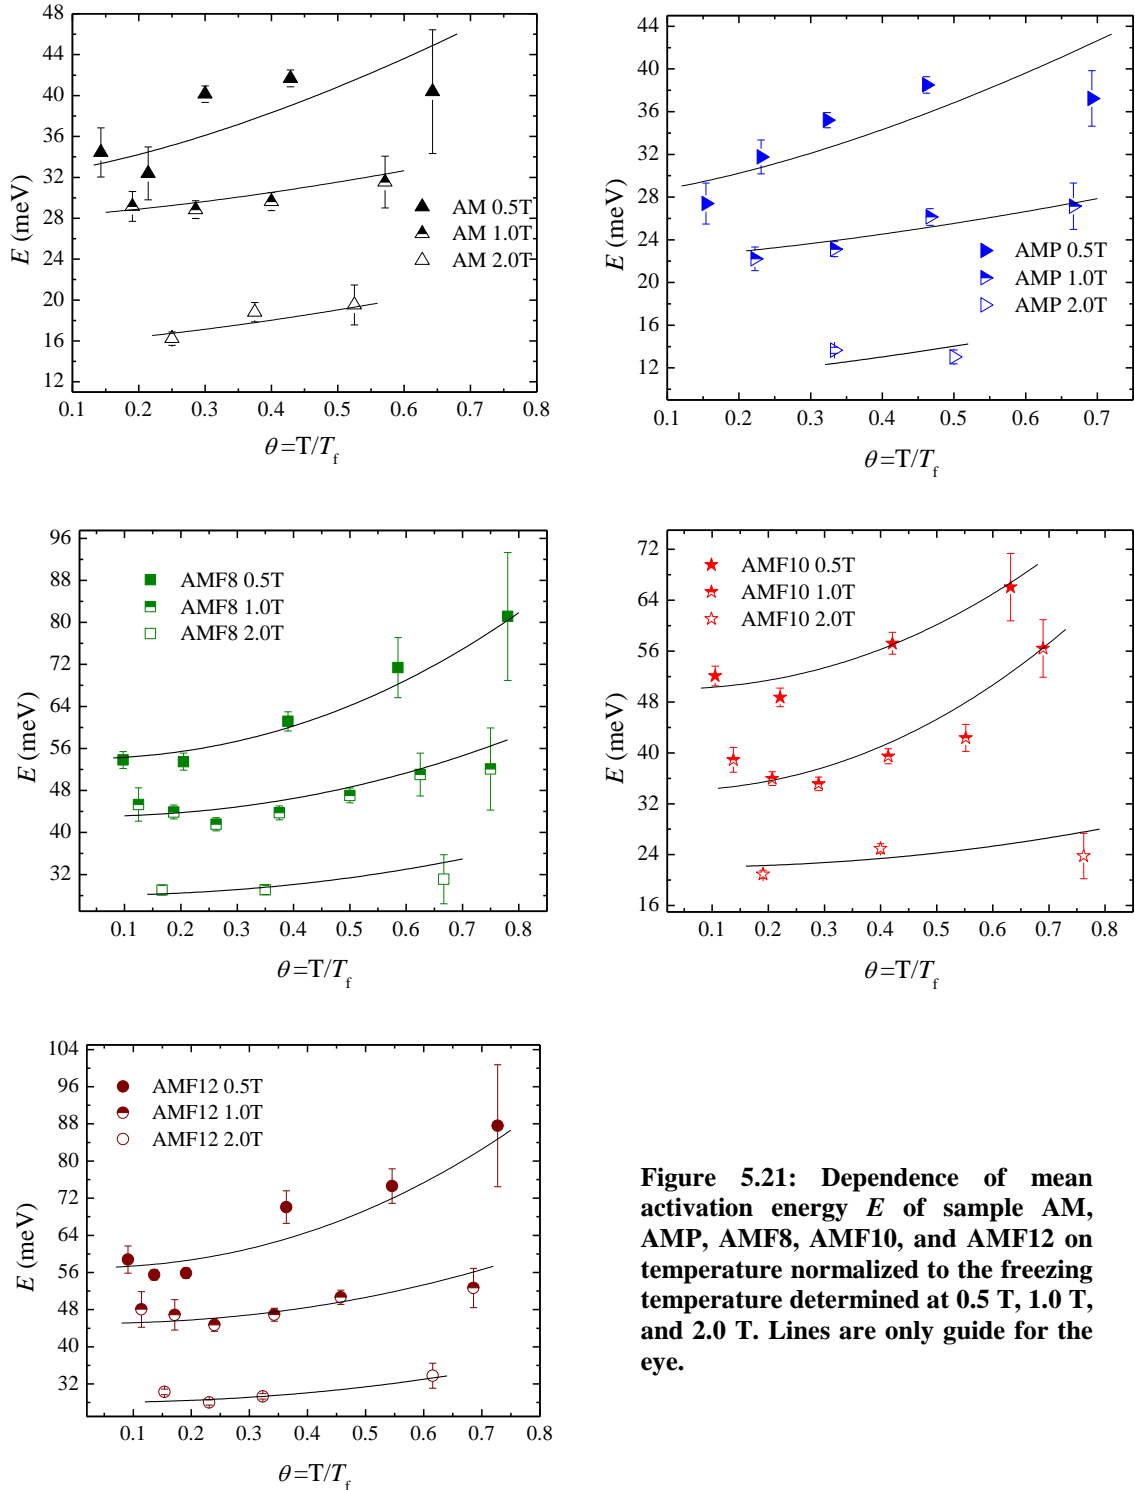 48
44
40
36
32
28
24
20
16
12
0.1 0.2 0.3 0.4 0.5 0.6 0.7 0.8
E (meV)
θ=T/Tf
AM 0.5T
AM 1.0T
AM 2.0T
44
40
36
32
28
24
20
16
12
0.1 0.2 0.3 0.4 0.5 0.6 0.7
E (meV)
θ=T/Tf
AMP 0.5T
AMP 1.0T
AMP 2.0T
96
88
80
72
64
56
48
40
32
0.1 0.2 0.3 0.4 0.5 0.6 0.7 0.8
E (meV)
θ=T/Tf
AMF8 0.5T
AMF8 1.0T
AMF8 2.0T
72
64
56
48
40
32
24
16
0.1 0.2 0.3 0.4 0.5 0.6 0.7 0.8
E (meV)
θ=T/Tf
AMF10 0.5T
AMF10 1.0T
AMF10 2.0T
104
96
88
80
72
64
56
48
40
32
0.1 0.2 0.3 0.4 0.5 0.6 0.7 0.8
E (meV)
θ=T/Tf
AMF12 0.5T
AMF12 1.0T
AMF12 2.0T
Figure 5.21: Dependence of mean
activation energy E of sample AM,
AMP, AMF8, AMF10, and AMF12 on
temperature normalized to the freezing
temperature determined at 0.5 T, 1.0 T,
and 2.0 T. Lines are only guide for the
eye.